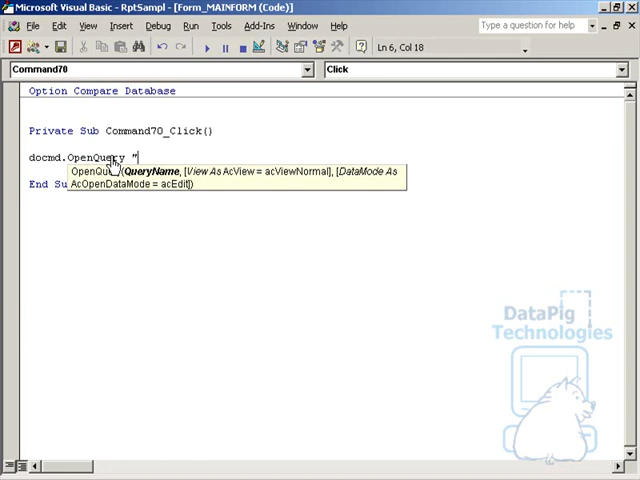 Microsoft Visual Basic - RptSampl - [Form_MAINFORM (Code)]
File Edit View Insert Debug Run Tools Add-Ins Window Help Type a question for help
Ln 6, Col 18
Command70 Click
Option Compare Database
Private Sub Command70_Click()
docmd.OpenQuery "
OpenQuery(QueryName, [View As AcView = acViewNormal], [DataMode As
AcOpenDataMode = acEdit])
End Su
DataPig
Technologies